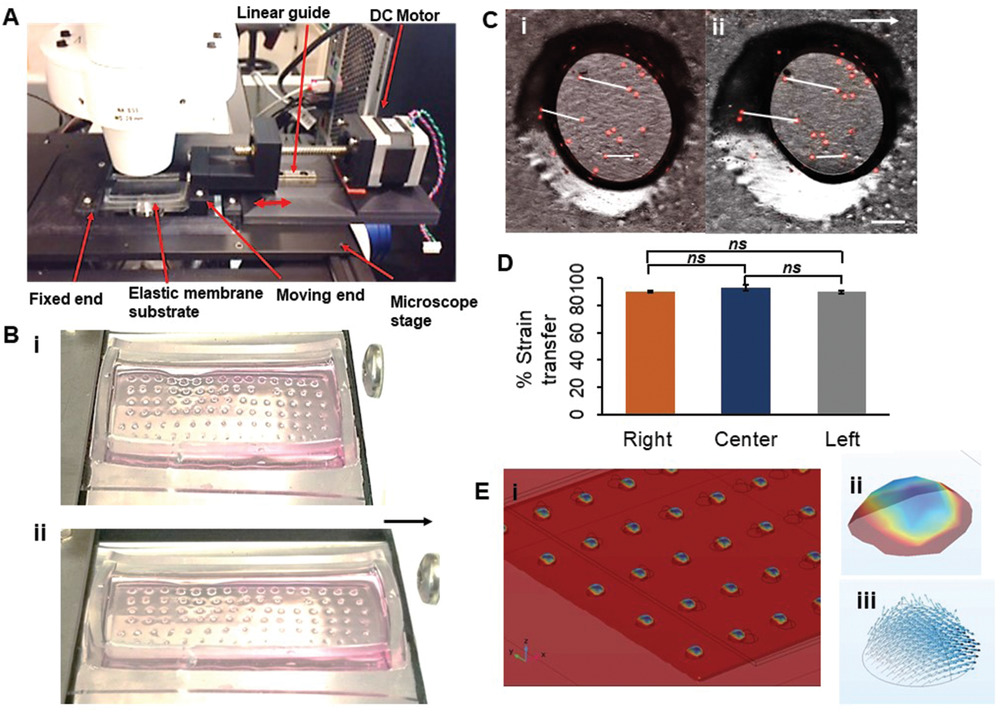 A
Linear guide
DC Motor
Fixed end
Elastic membrane
substrate
Moving end
Microscope
stage
B
i
ii
C
i
ii
D
ns
ns
ns
% Strain
transfer
0 20 40 60 80 100
Right
Center
Left
E
i
z
y
x
ii
iii